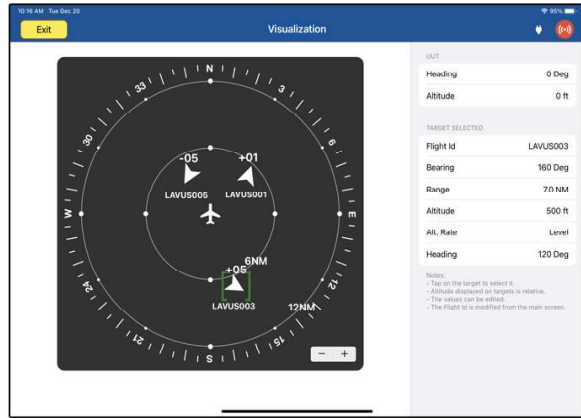 10:16 AM Tue Dec 20
95%
Exit
Visualization
N
3
6
E
12
15
S
21
24
W
30
33
-05
LAVUS005
+01
LAVUS001
6NM
+05
LAVUS003
12NM
− +
UUT
Heading 0 Deg
Altitude 0 ft
TARGET SELECTED
Flight Id LAVUS003
Bearing 160 Deg
Range 7.0 NM
Altitude 500 ft
Alt. Rate Level
Heading 120 Deg
Notes:
- Tap on the target to select it.
- Altitude displayed on targets is relative.
- The values can be edited.
- The Flight Id is modified from the main screen.